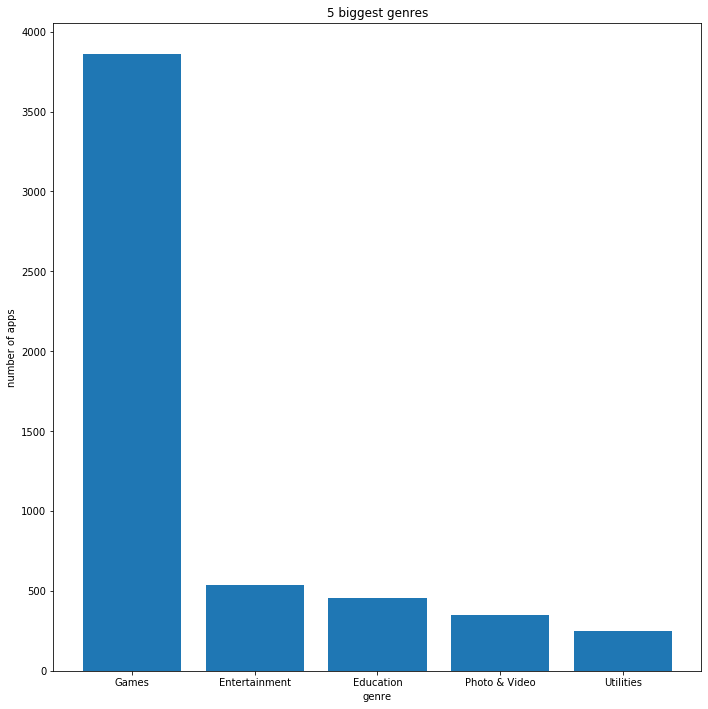 5 biggest genres
4000
3500
3000
2500
2000
1500
1000
500
0
number of apps
Games Entertainment Education Photo & Video Utilities
genre